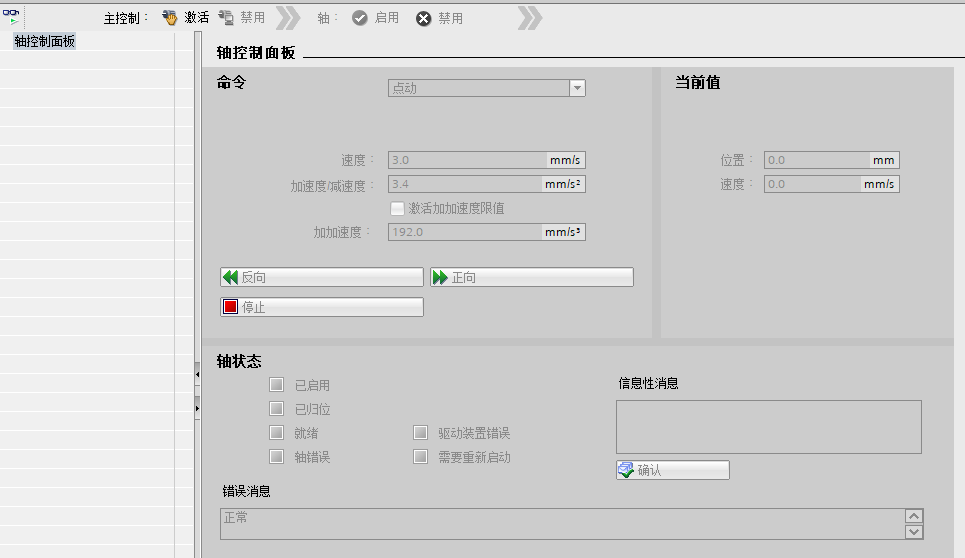 主控制： 激活 禁用 轴： 启用 禁用
轴控制面板
轴控制面板
命令
点动
速度： 3.0 mm/s
加速度/减速度： 3.4 mm/s²
激活加加速度限值
加加速度： 192.0 mm/s³
反向 正向
停止
当前值
位置： 0.0 mm
速度： 0.0 mm/s
轴状态
已启用
已归位
就绪 驱动装置错误
轴错误 需要重新启动
信息性消息
确认
错误消息
正常